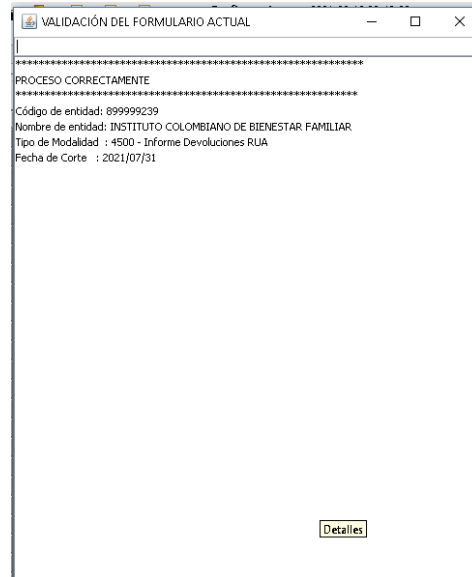 VALIDACIÓN DEL FORMULARIO ACTUAL
******************************************************************
PROCESO CORRECTAMENTE
*****************************************************************
Código de entidad: 899999239
Nombre de entidad: INSTITUTO COLOMBIANO DE BIENESTAR FAMILIAR
Tipo de Modalidad : 4500 - Informe Devoluciones RUA
Fecha de Corte : 2021/07/31
Detalles